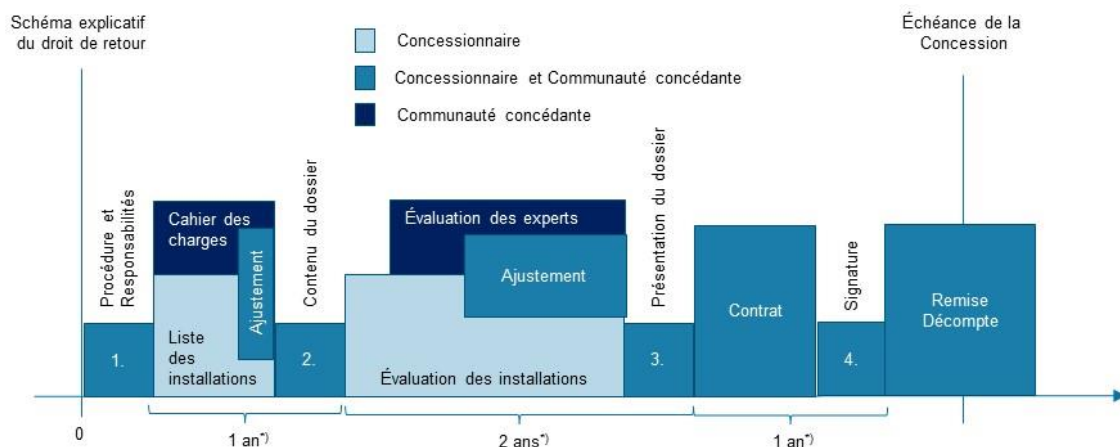 Schéma explicatif
du droit de retour
Échéance de la
Concession
Concessionnaire
Concessionnaire et Communauté concédante
Communauté concédante
Procédure et
Responsabilités
Cahier des
charges
Ajustement
Contenu du dossier
Évaluation des experts
Ajustement
Présentation du dossier
Contrat
Signature
Remise
Décompte
1.
Liste
des
installations
2.
Évaluation des installations
3.
4.
0
1 an*)
2 ans*)
1 an*)